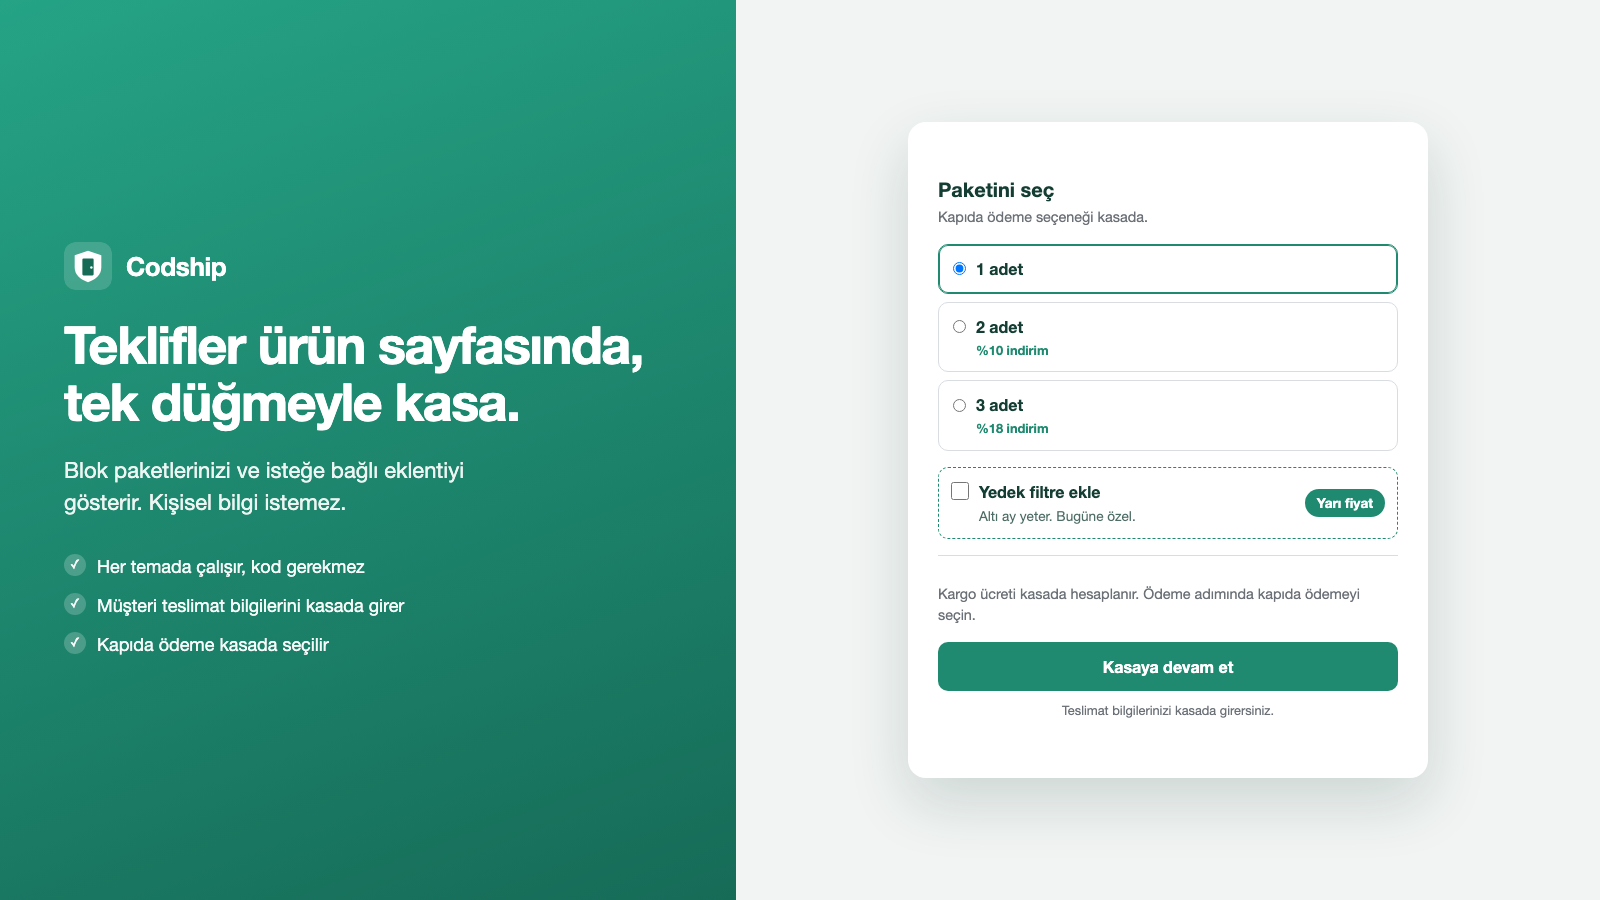 Codship
Teklifler ürün sayfasında,
tek düğmeyle kasa.
Blok paketlerinizi ve isteğe bağlı eklentiyi
gösterir. Kişisel bilgi istemez.
Her temada çalışır, kod gerekmez
Müşteri teslimat bilgilerini kasada girer
Kapıda ödeme kasada seçilir
Paketini seç
Kapıda ödeme seçeneği kasada.
1 adet
2 adet
%10 indirim
3 adet
%18 indirim
Yedek filtre ekle
Altı ay yeter. Bugüne özel.
Yarı fiyat
Kargo ücreti kasada hesaplanır. Ödeme adımında kapıda ödemeyi
seçin.
Kasaya devam et
Teslimat bilgilerinizi kasada girersiniz.